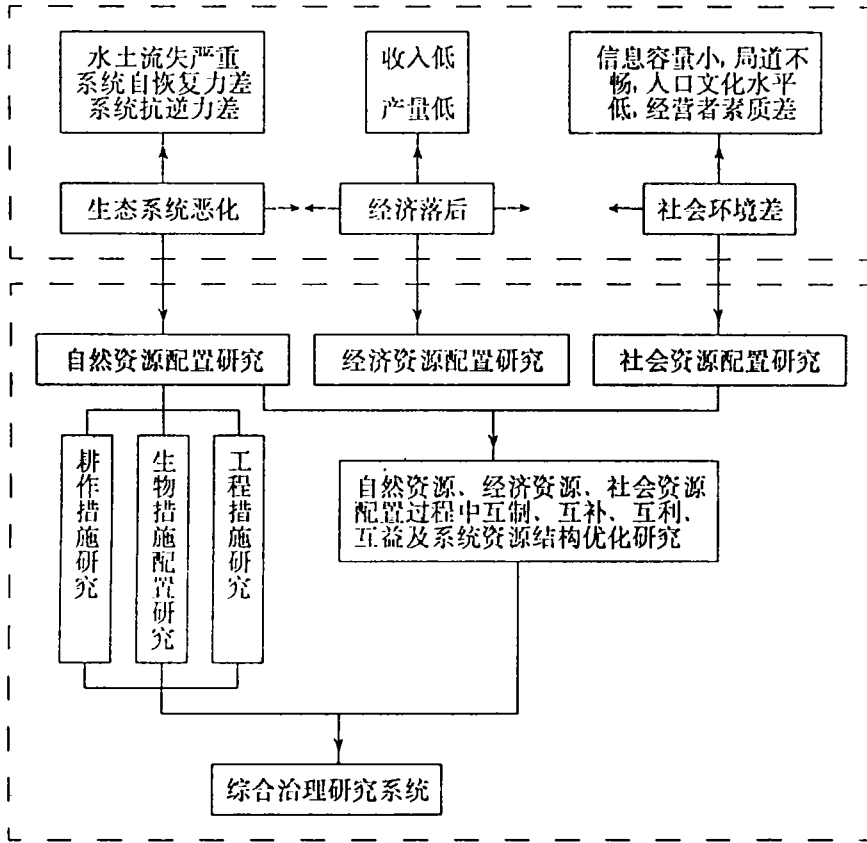 水土流失严重
系统自恢复力差
系统抗逆力差
收入低
产量低
信息容量小,局道不
畅,人口文化水平
低,经营者素质差
生态系统恶化
经济落后
社会环境差
自然资源配置研究
经济资源配置研究
社会资源配置研究
耕作措施研究
生物措施配置研究
工程措施研究
自然资源、经济资源、社会资源
配置过程中互制、互补、互利、
互益及系统资源结构优化研究
综合治理研究系统